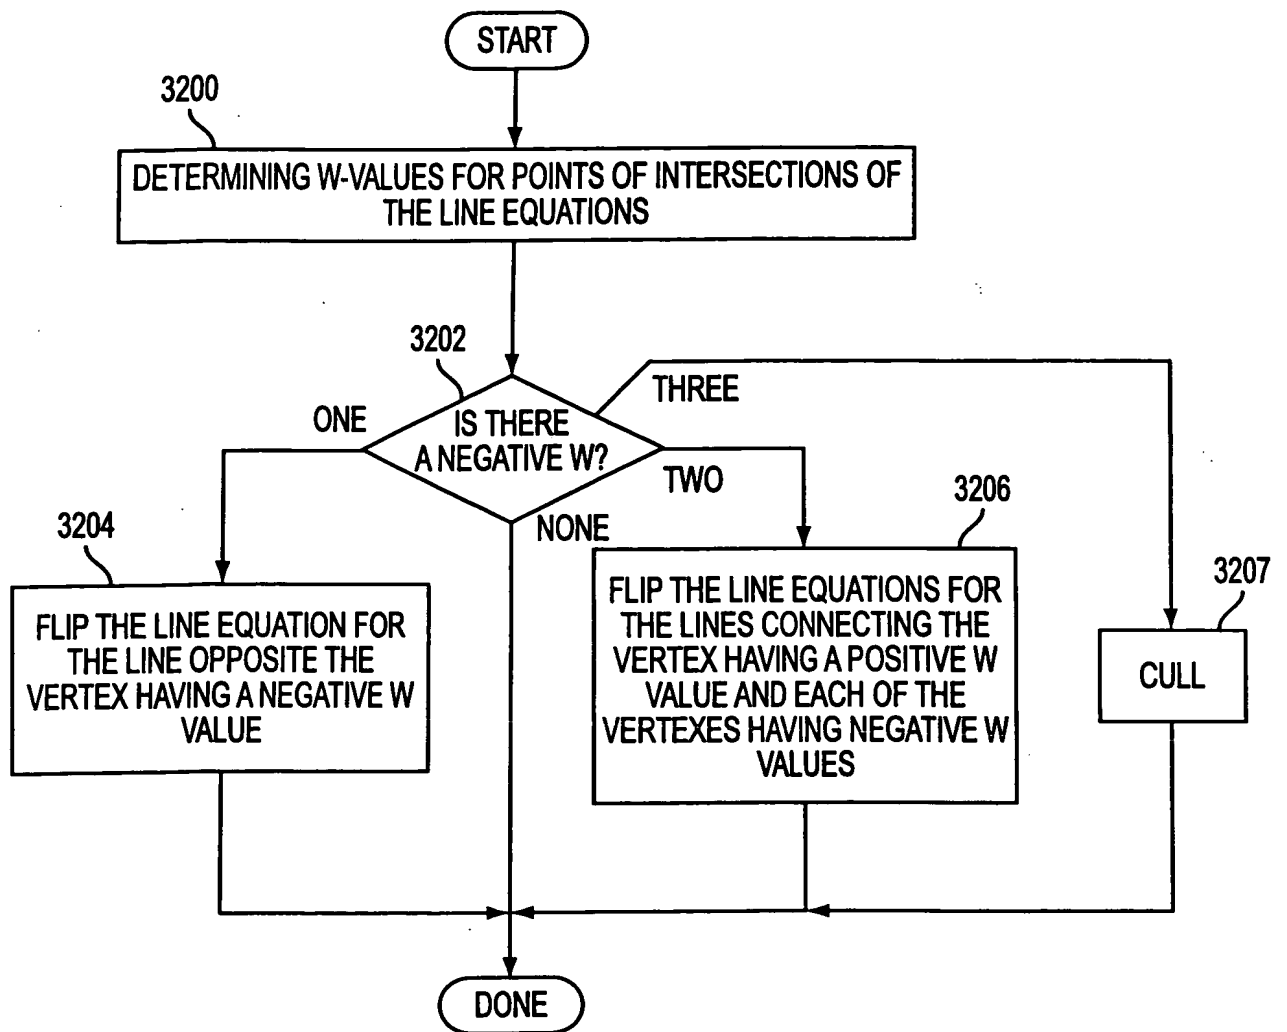 START
3200
DETERMINING W-VALUES FOR POINTS OF INTERSECTIONS OF
THE LINE EQUATIONS
3202
THREE
ONE
IS THERE
A NEGATIVE W?
TWO
NONE
3204
3206
3207
FLIP THE LINE EQUATION FOR
THE LINE OPPOSITE THE
VERTEX HAVING A NEGATIVE W
VALUE
FLIP THE LINE EQUATIONS FOR
THE LINES CONNECTING THE
VERTEX HAVING A POSITIVE W
VALUE AND EACH OF THE
VERTEXES HAVING NEGATIVE W
VALUES
CULL
DONE